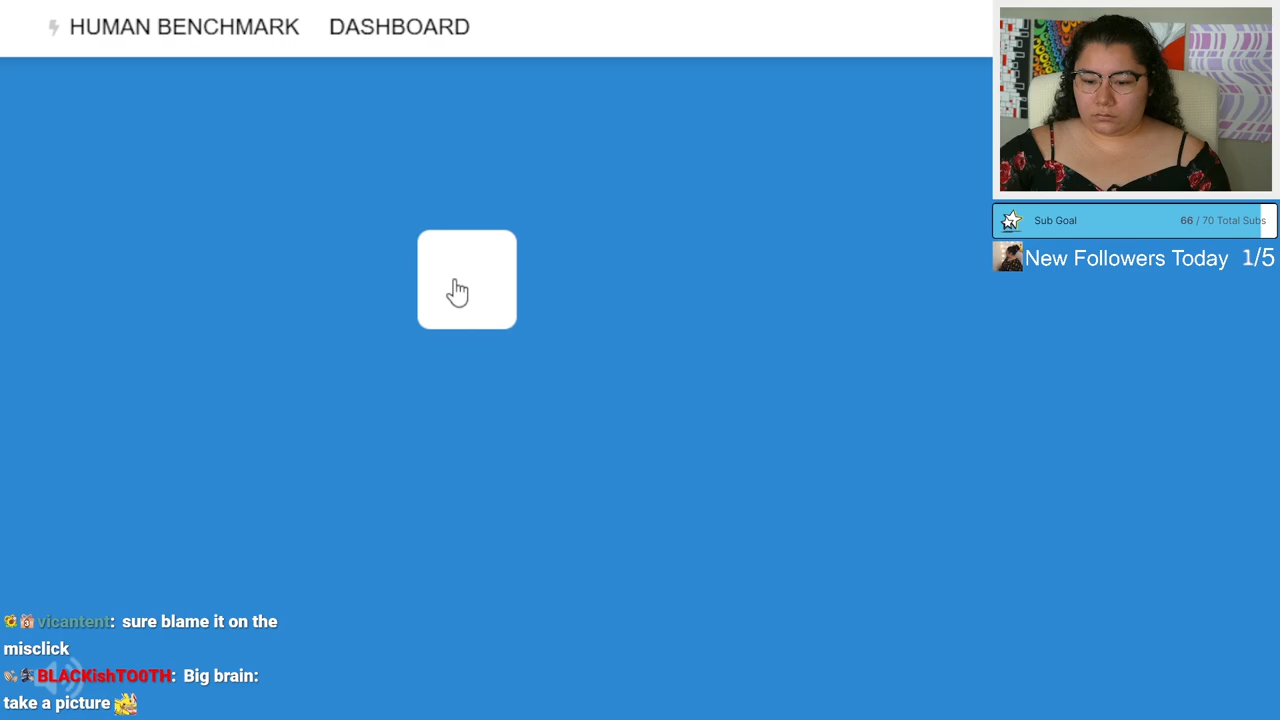 HUMAN BENCHMARK DASHBOARD
Sub Goal 66 / 70 Total Subs
New Followers Today 1/5
vicantent: sure blame it on the
misclick
BLACKishTO0TH: Big brain:
take a picture